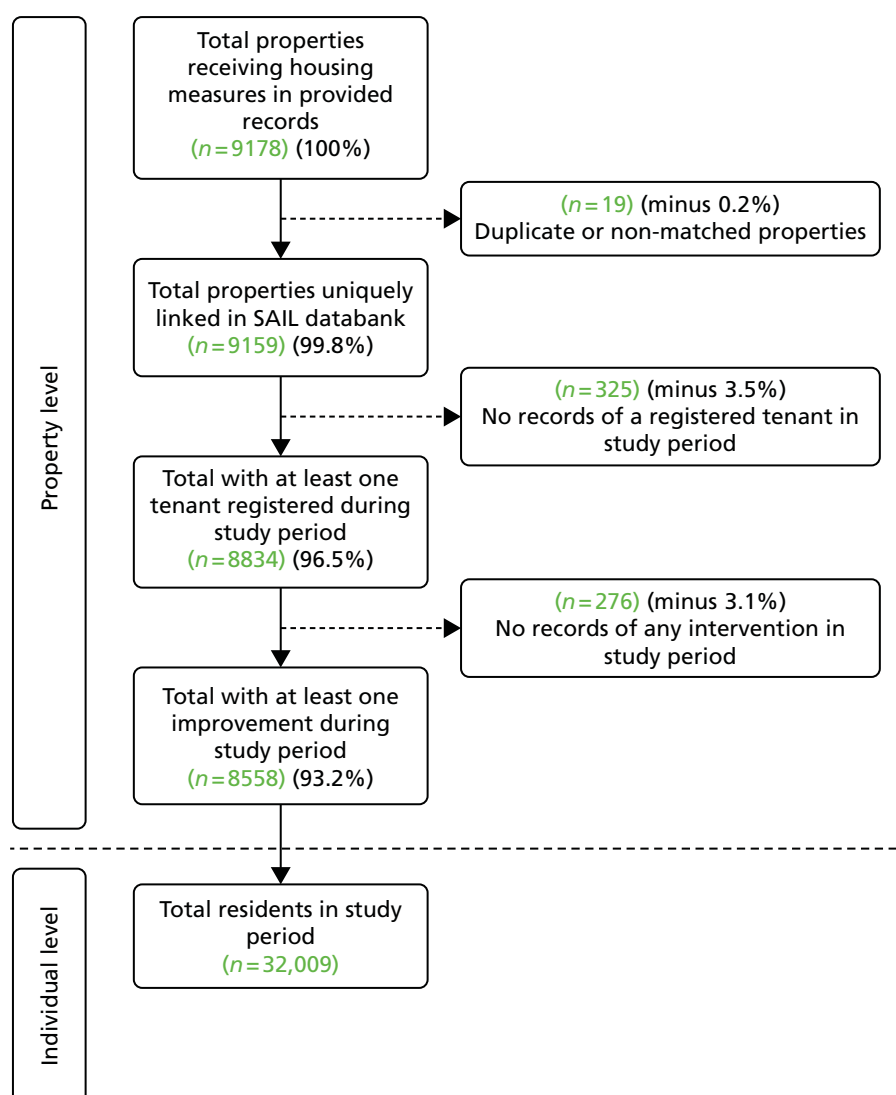 Property level
Total properties
receiving housing
measures in provided
records
(n=9178) (100%)
(n=19) (minus 0.2%)
Duplicate or non-matched properties
Total properties uniquely
linked in SAIL databank
(n=9159) (99.8%)
(n=325) (minus 3.5%)
No records of a registered tenant in
study period
Total with at least one
tenant registered during
study period
(n=8834) (96.5%)
(n=276) (minus 3.1%)
No records of any intervention in
study period
Total with at least one
improvement during
study period
(n=8558) (93.2%)
Individual level
Total residents in study
period
(n=32,009)